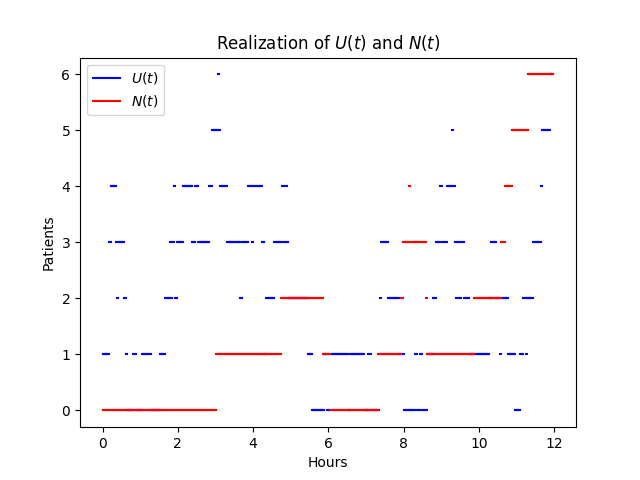 Realization of U(t) and N(t)
U(t)
N(t)
Patients
6
5
4
3
2
1
0
0 2 4 6 8 10 12
Hours